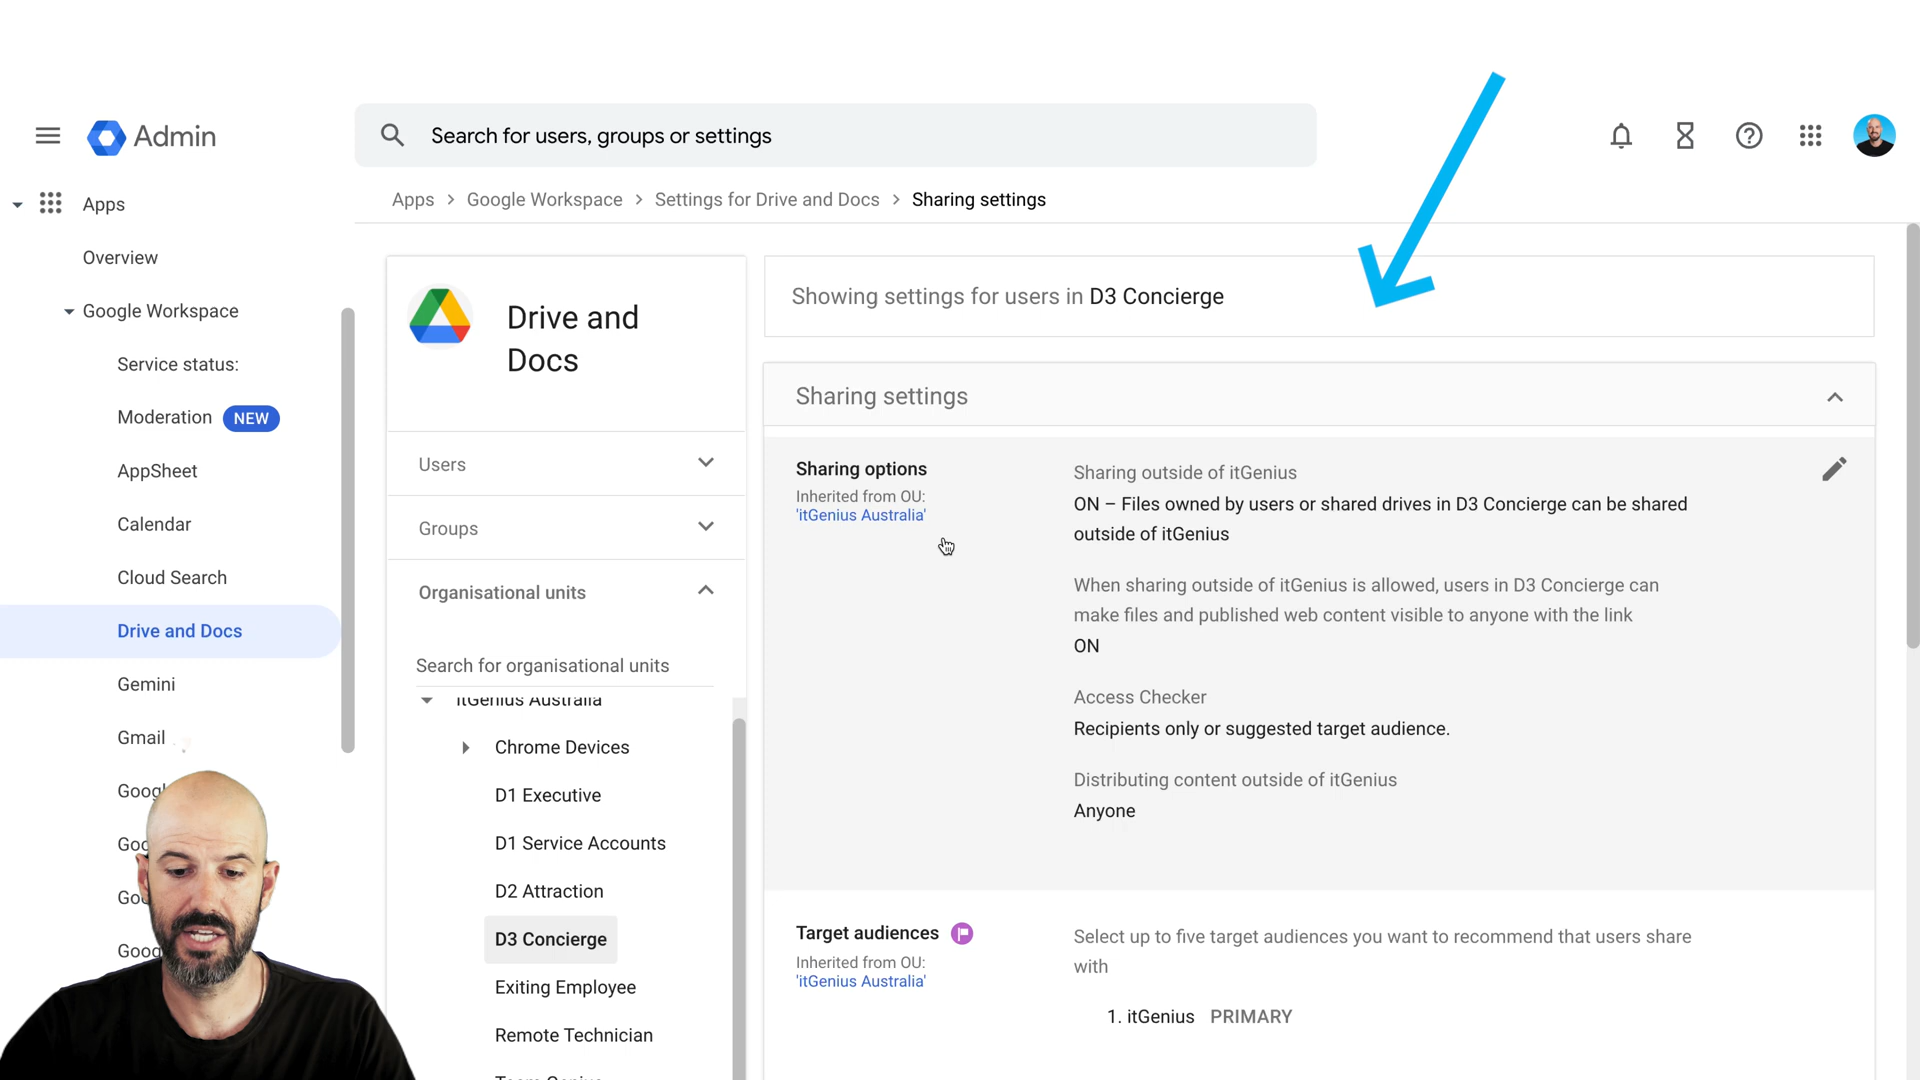 Admin
Search for users, groups or settings
Apps
Overview
Google Workspace
Service status:
Moderation NEW
AppSheet
Calendar
Cloud Search
Drive and Docs
Gemini
Gmail
Apps > Google Workspace > Settings for Drive and Docs > Sharing settings
Drive and
Docs
Users
Groups
Organisational units
Search for organisational units
itGenius Australia
Chrome Devices
D1 Executive
D1 Service Accounts
D2 Attraction
D3 Concierge
Exiting Employee
Remote Technician
Showing settings for users in D3 Concierge
Sharing settings
Sharing options
Inherited from OU:
'itGenius Australia'
Sharing outside of itGenius
ON – Files owned by users or shared drives in D3 Concierge can be shared
outside of itGenius
When sharing outside of itGenius is allowed, users in D3 Concierge can
make files and published web content visible to anyone with the link
ON
Access Checker
Recipients only or suggested target audience.
Distributing content outside of itGenius
Anyone
Target audiences
Inherited from OU:
'itGenius Australia'
Select up to five target audiences you want to recommend that users share
with
1. itGenius PRIMARY